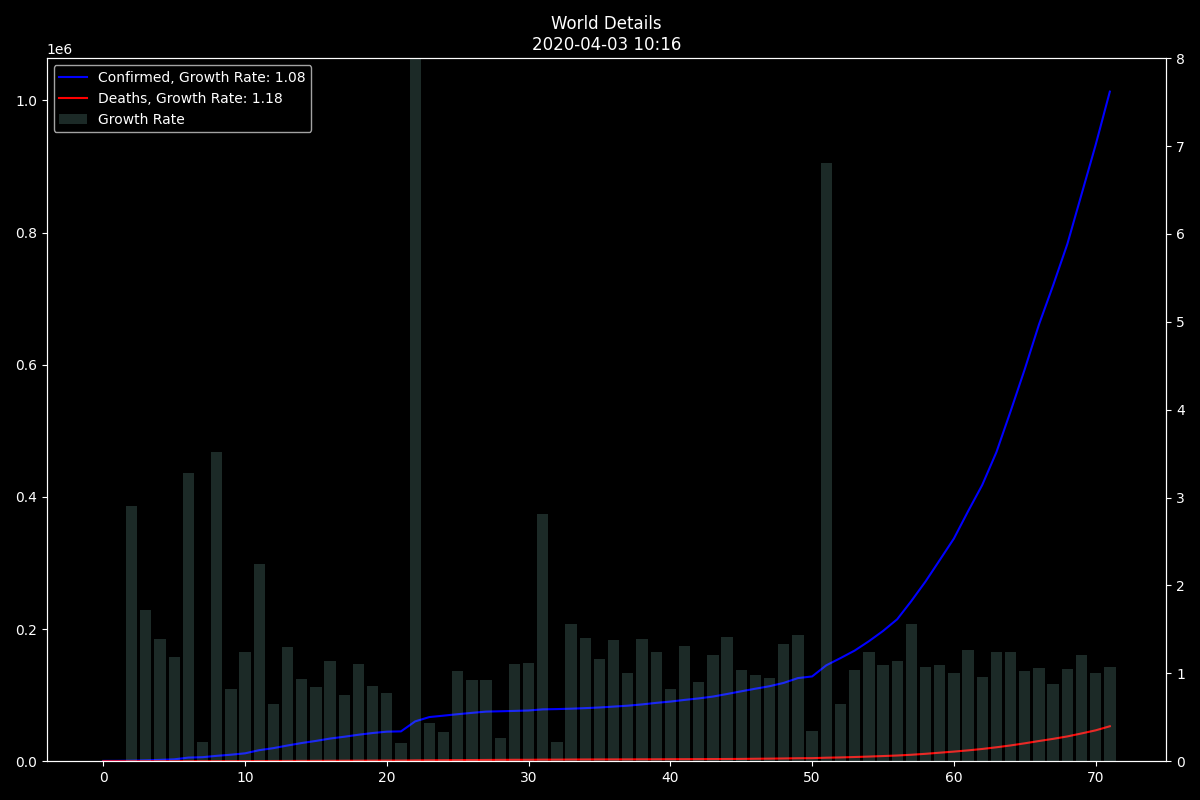 World Details
2020-04-03 10:16
1e6
Confirmed, Growth Rate: 1.08
Deaths, Growth Rate: 1.18
Growth Rate
1.0
0.8
0.6
0.4
0.2
0.0
8
7
6
5
4
3
2
1
0
0 10 20 30 40 50 60 70